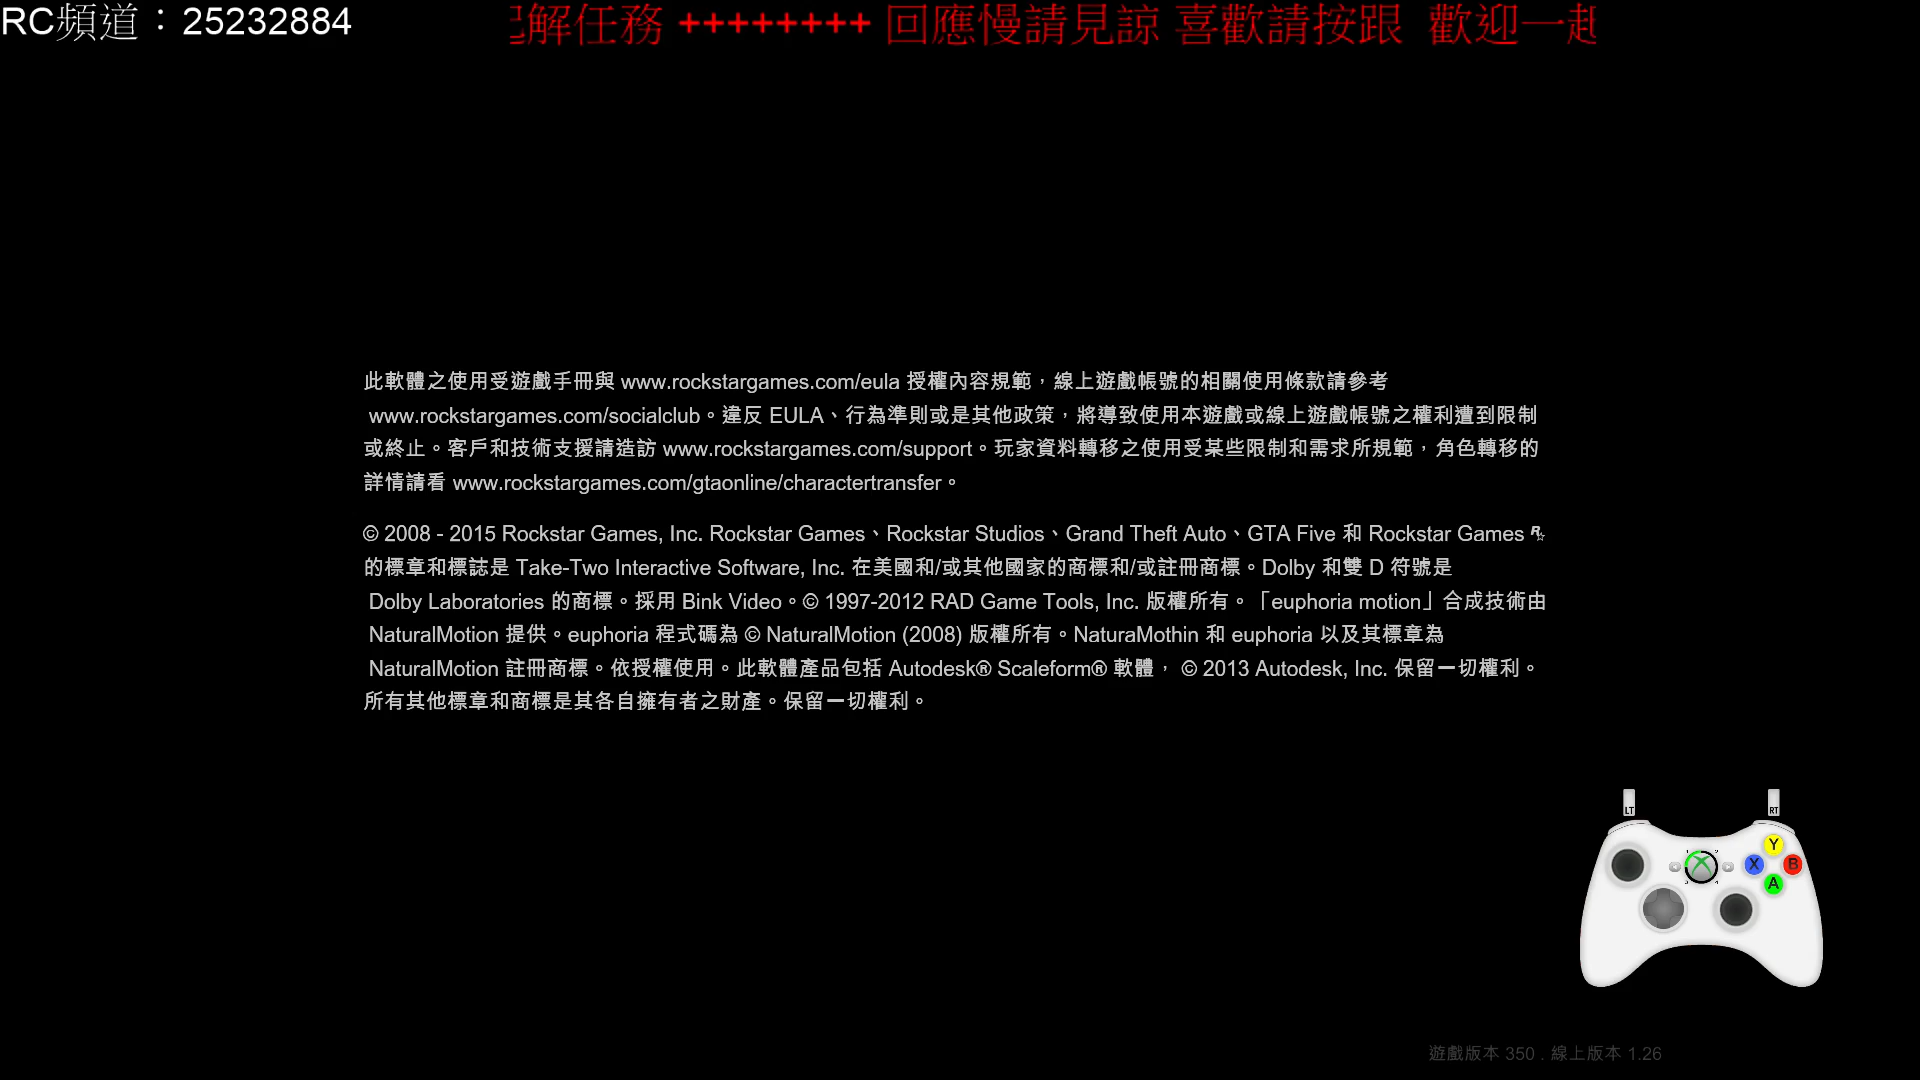 RC頻道：25232884
解任務 ++++++++ 回應慢請見諒 喜歡請按跟 歡迎一起
此軟體之使用受遊戲手冊與 www.rockstargames.com/eula 授權內容規範，線上遊戲帳號的相關使用條款請參考
www.rockstargames.com/socialclub。違反 EULA、行為準則或是其他政策，將導致使用本遊戲或線上遊戲帳號之權利遭到限制
或終止。客戶和技術支援請造訪 www.rockstargames.com/support。玩家資料轉移之使用受某些限制和需求所規範，角色轉移的
詳情請看 www.rockstargames.com/gtaonline/charactertransfer。
© 2008 - 2015 Rockstar Games, Inc. Rockstar Games、Rockstar Studios、Grand Theft Auto、GTA Five 和 Rockstar Games R★
的標章和標誌是 Take-Two Interactive Software, Inc. 在美國和/或其他國家的商標和/或註冊商標。Dolby 和雙 D 符號是
Dolby Laboratories 的商標。採用 Bink Video。© 1997-2012 RAD Game Tools, Inc. 版權所有。「euphoria motion」合成技術由
NaturalMotion 提供。euphoria 程式碼為 © NaturalMotion (2008) 版權所有。NaturaMothin 和 euphoria 以及其標章為
NaturalMotion 註冊商標。依授權使用。此軟體產品包括 Autodesk® Scaleform® 軟體， © 2013 Autodesk, Inc. 保留一切權利。
所有其他標章和商標是其各自擁有者之財產。保留一切權利。
LT
RT
Y
X
B
A
遊戲版本 350 . 線上版本 1.26